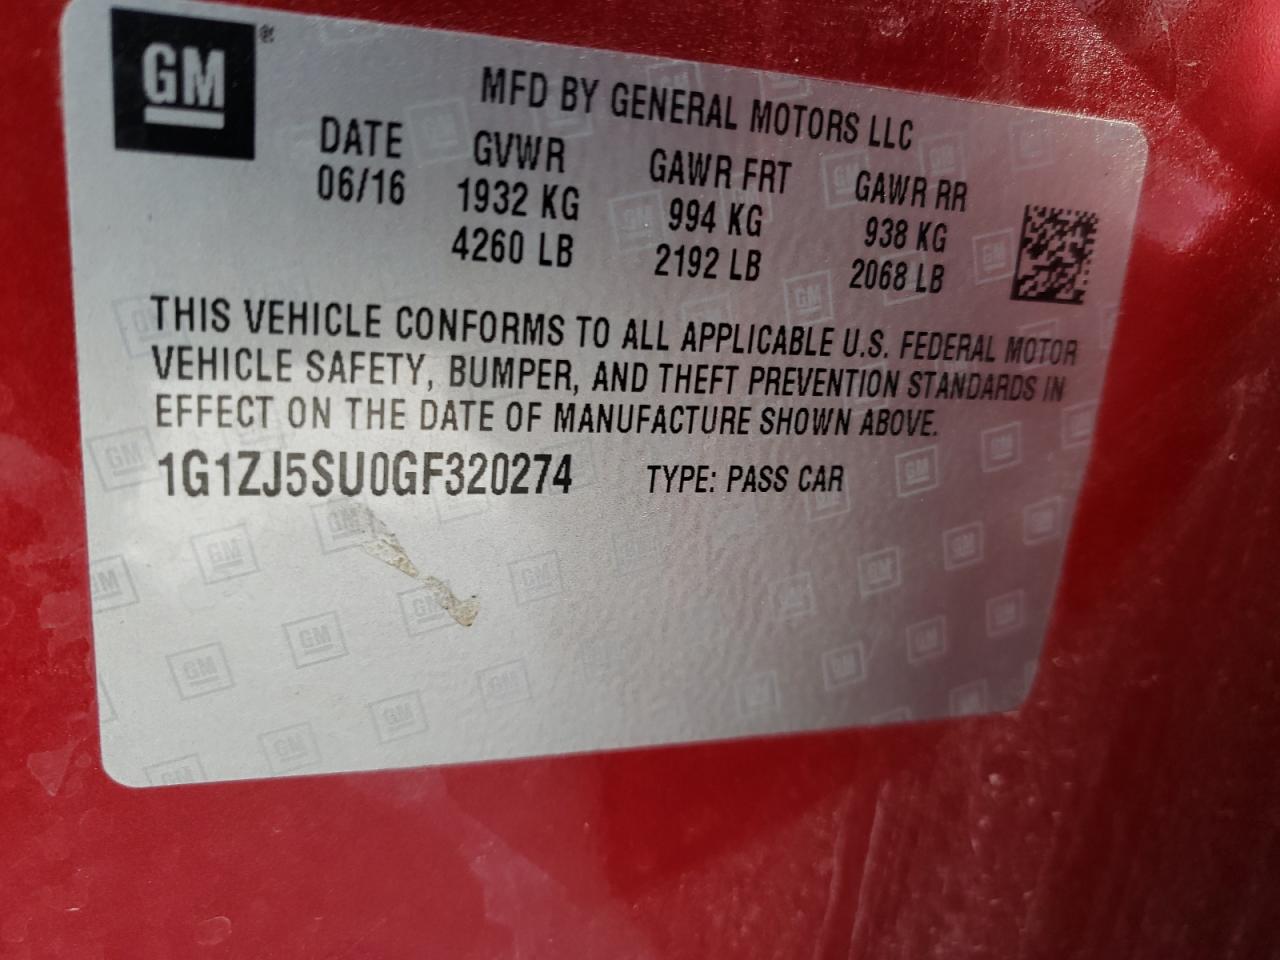 GM®
MFD BY GENERAL MOTORS LLC
DATE GVWR GAWR FRT GAWR RR
06/16 1932 KG 994 KG 938 KG
4260 LB 2192 LB 2068 LB
THIS VEHICLE CONFORMS TO ALL APPLICABLE U.S. FEDERAL MOTOR
VEHICLE SAFETY, BUMPER, AND THEFT PREVENTION STANDARDS IN
EFFECT ON THE DATE OF MANUFACTURE SHOWN ABOVE.
1G1ZJ5SU0GF320274 TYPE: PASS CAR